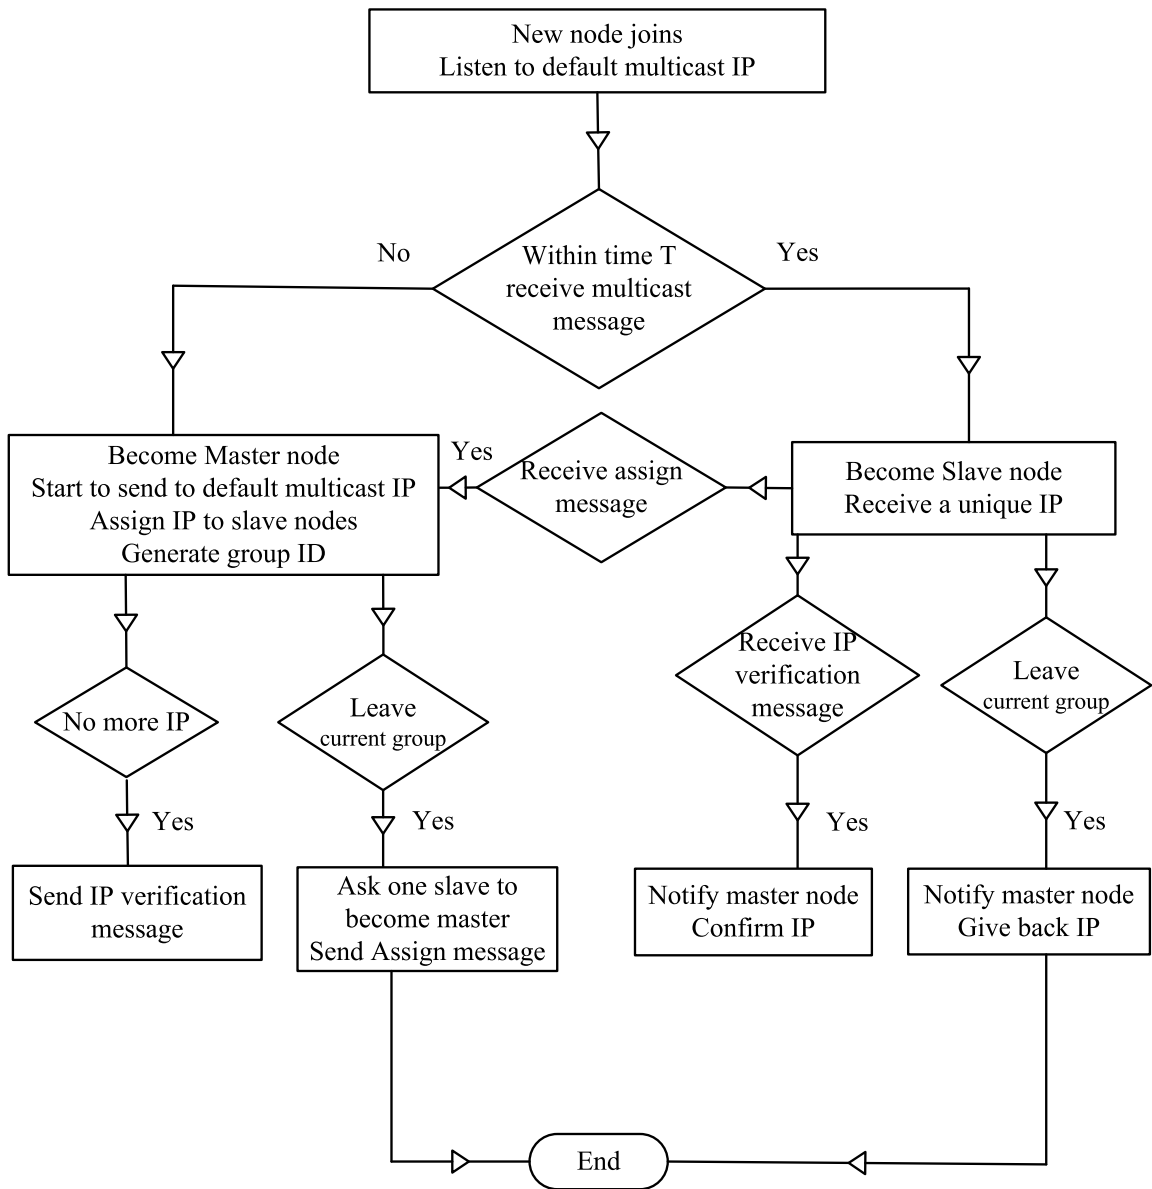 New node joins
Listen to default multicast IP
No
Within time T
receive multicast
message
Yes
Become Master node
Start to send to default multicast IP
Assign IP to slave nodes
Generate group ID
Yes
Receive assign
message
Become Slave node
Receive a unique IP
No more IP
Leave
current group
Receive IP
verification
message
Leave
current group
Yes
Yes
Yes
Yes
Send IP verification
message
Ask one slave to
become master
Send Assign message
Notify master node
Confirm IP
Notify master node
Give back IP
End